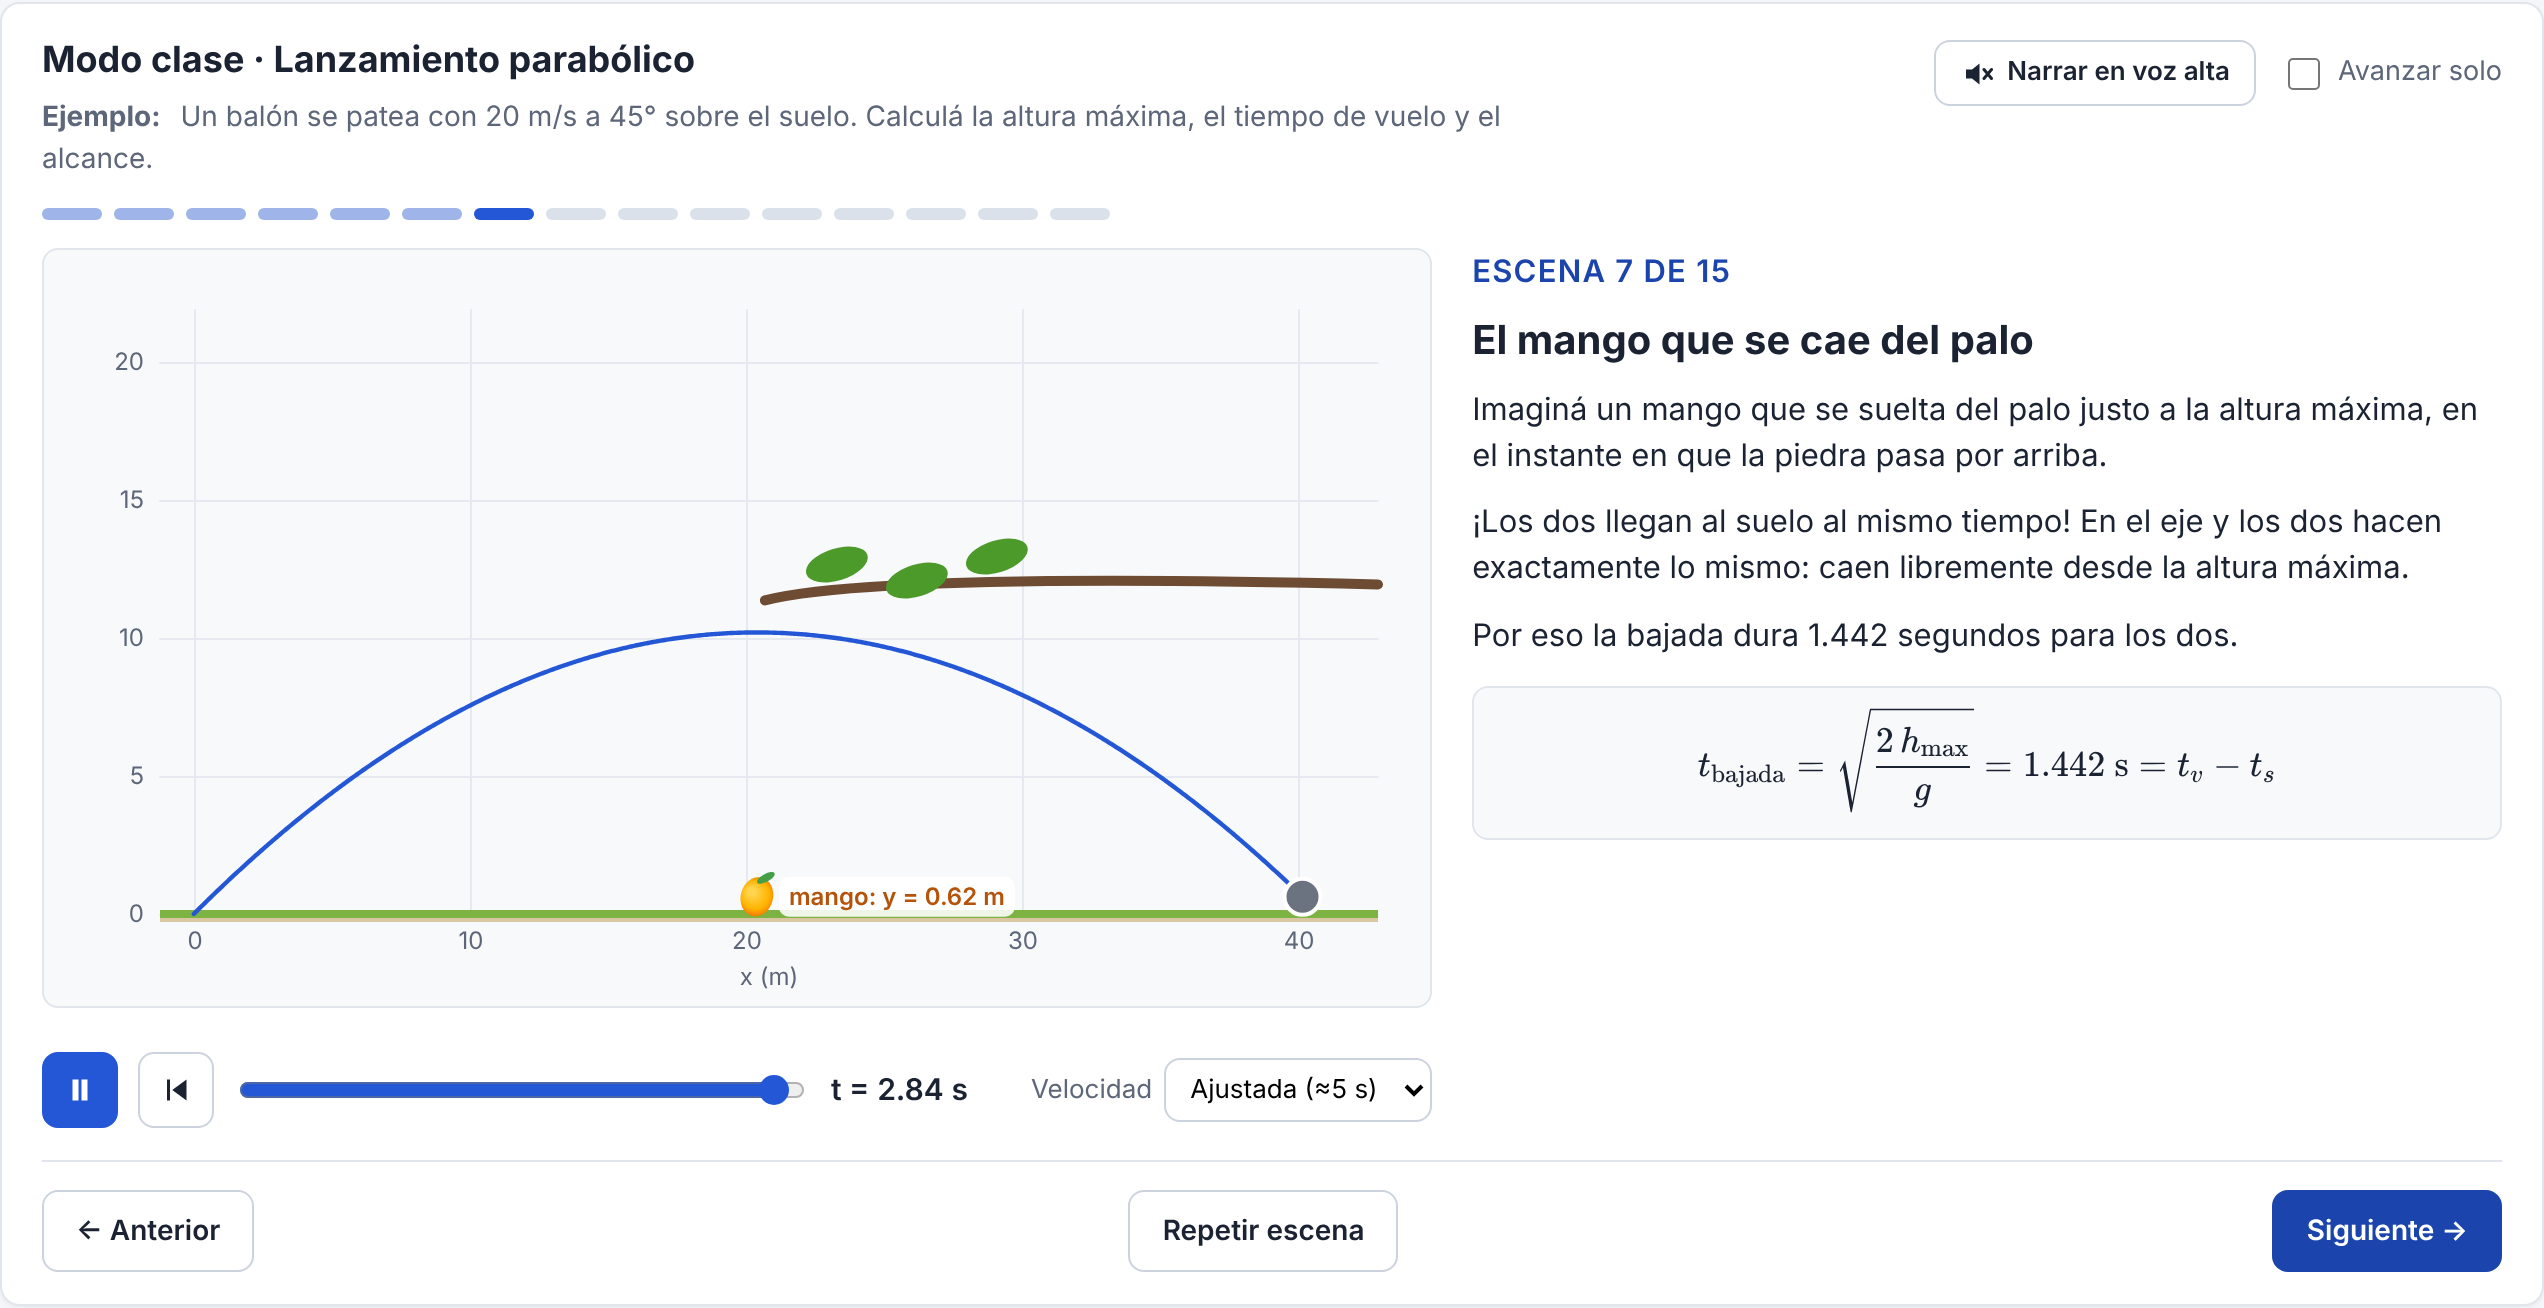 Modo clase · Lanzamiento parabólico
Narrar en voz alta
Avanzar solo
Ejemplo: Un balón se patea con 20 m/s a 45° sobre el suelo. Calculá la altura máxima, el tiempo de vuelo y el
alcance.
20
15
10
5
0
mango: y = 0.62 m
0 10 20 30 40
x (m)
t = 2.84 s
Velocidad
Ajustada (≈5 s)
ESCENA 7 DE 15
El mango que se cae del palo
Imaginá un mango que se suelta del palo justo a la altura máxima, en
el instante en que la piedra pasa por arriba.
¡Los dos llegan al suelo al mismo tiempo! En el eje y los dos hacen
exactamente lo mismo: caen libremente desde la altura máxima.
Por eso la bajada dura 1.442 segundos para los dos.
t_bajada = √(2 h_max / g) = 1.442 s = t_v − t_s
← Anterior
Repetir escena
Siguiente →